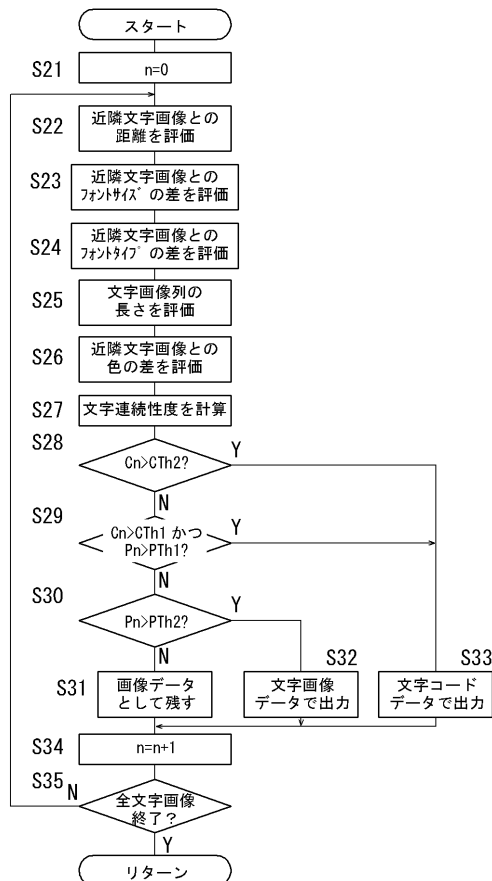 スタート
S21
n=0
S22
近隣文字画像との
距離を評価
S23
近隣文字画像との
ﾌｫﾝﾄｻｲｽﾞの差を評価
S24
近隣文字画像との
ﾌｫﾝﾄﾀｲﾌﾟの差を評価
S25
文字画像列の
長さを評価
S26
近隣文字画像との
色の差を評価
S27
文字連続性度を計算
S28
Cn>CTh2?
Y
N
S29
Cn>CTh1 かつ
Pn>PTh1?
Y
N
S30
Pn>PTh2?
Y
N
S31
画像データ
として残す
S32
文字画像
データで出力
S33
文字コード
データで出力
S34
n=n+1
S35
N
全文字画像
終了？
Y
リターン